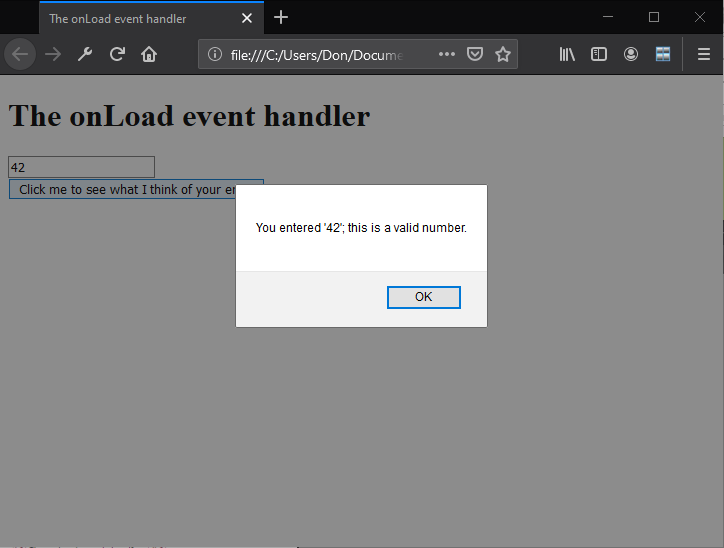 The onLoad event handler
file:///C:/Users/Don/Docume
The onLoad event handler
42
Click me to see what I think of your
You entered '42'; this is a valid number.
OK